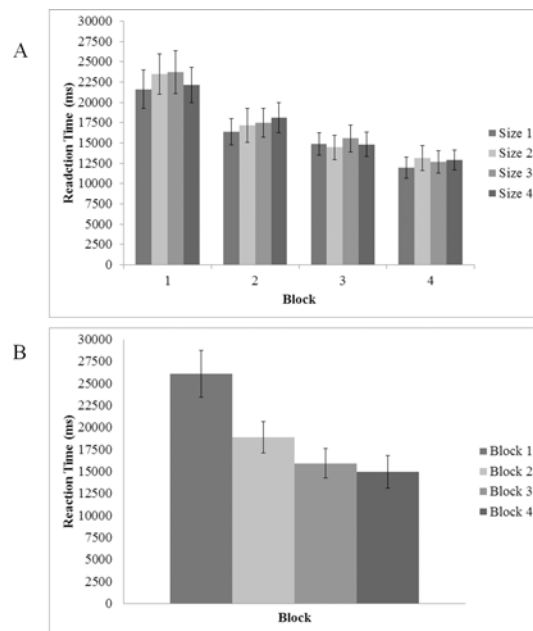 A
30000
27500
25000
22500
20000
17500
15000
12500
10000
7500
5000
2500
0
Readction Time (ms)
1 2 3 4
Block
Size 1
Size 2
Size 3
Size 4
B
30000
27500
25000
22500
20000
17500
15000
12500
10000
7500
5000
2500
0
Reaction Time (ms)
Block
Block 1
Block 2
Block 3
Block 4